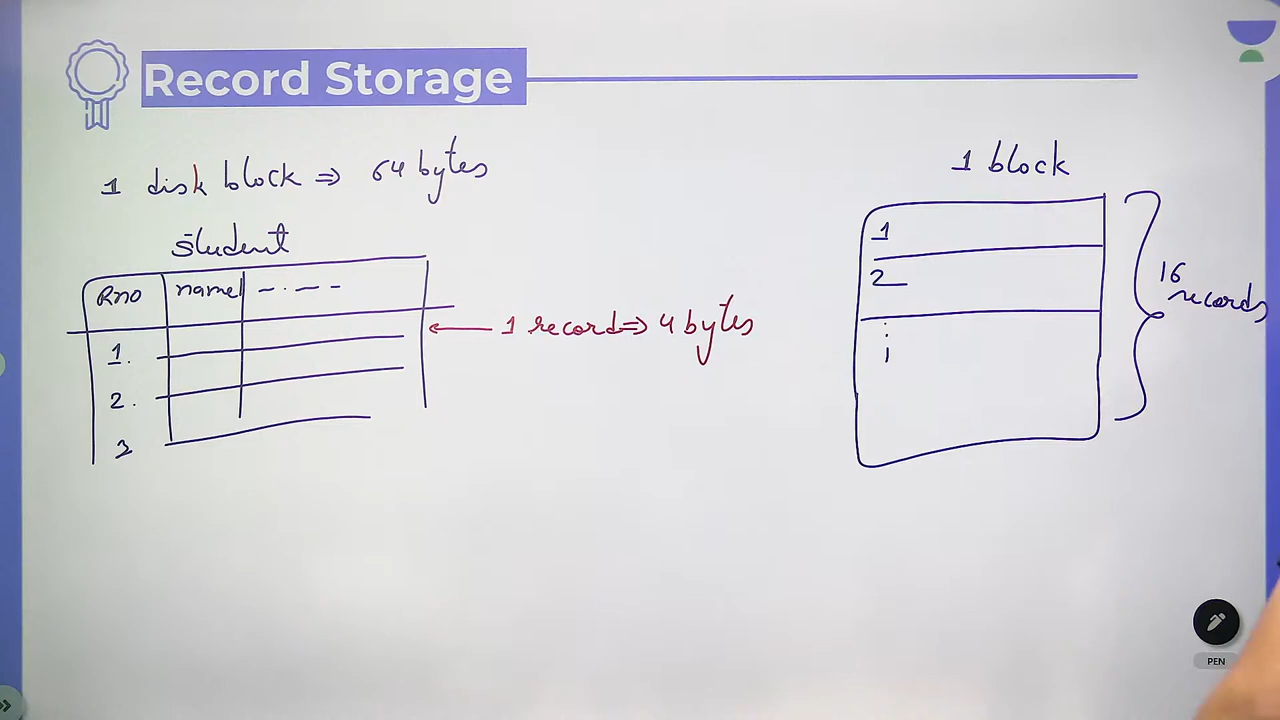 Record Storage
1 disk block ⇒ 64 bytes
student
Rno name - . - -
1.
2.
3
← 1 record ⇒ 4 bytes
1 block
1
2
16
records
PEN